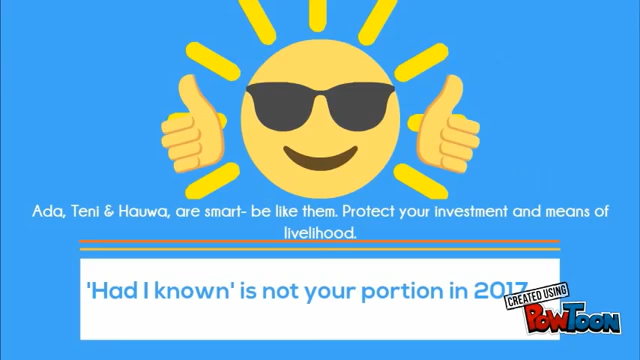 Ada, Teni & Hauwa, are smart- be like them. Protect your investment and means of
livelihood.
'Had I known' is not your portion in 2017
CREATED USING
POWTOON